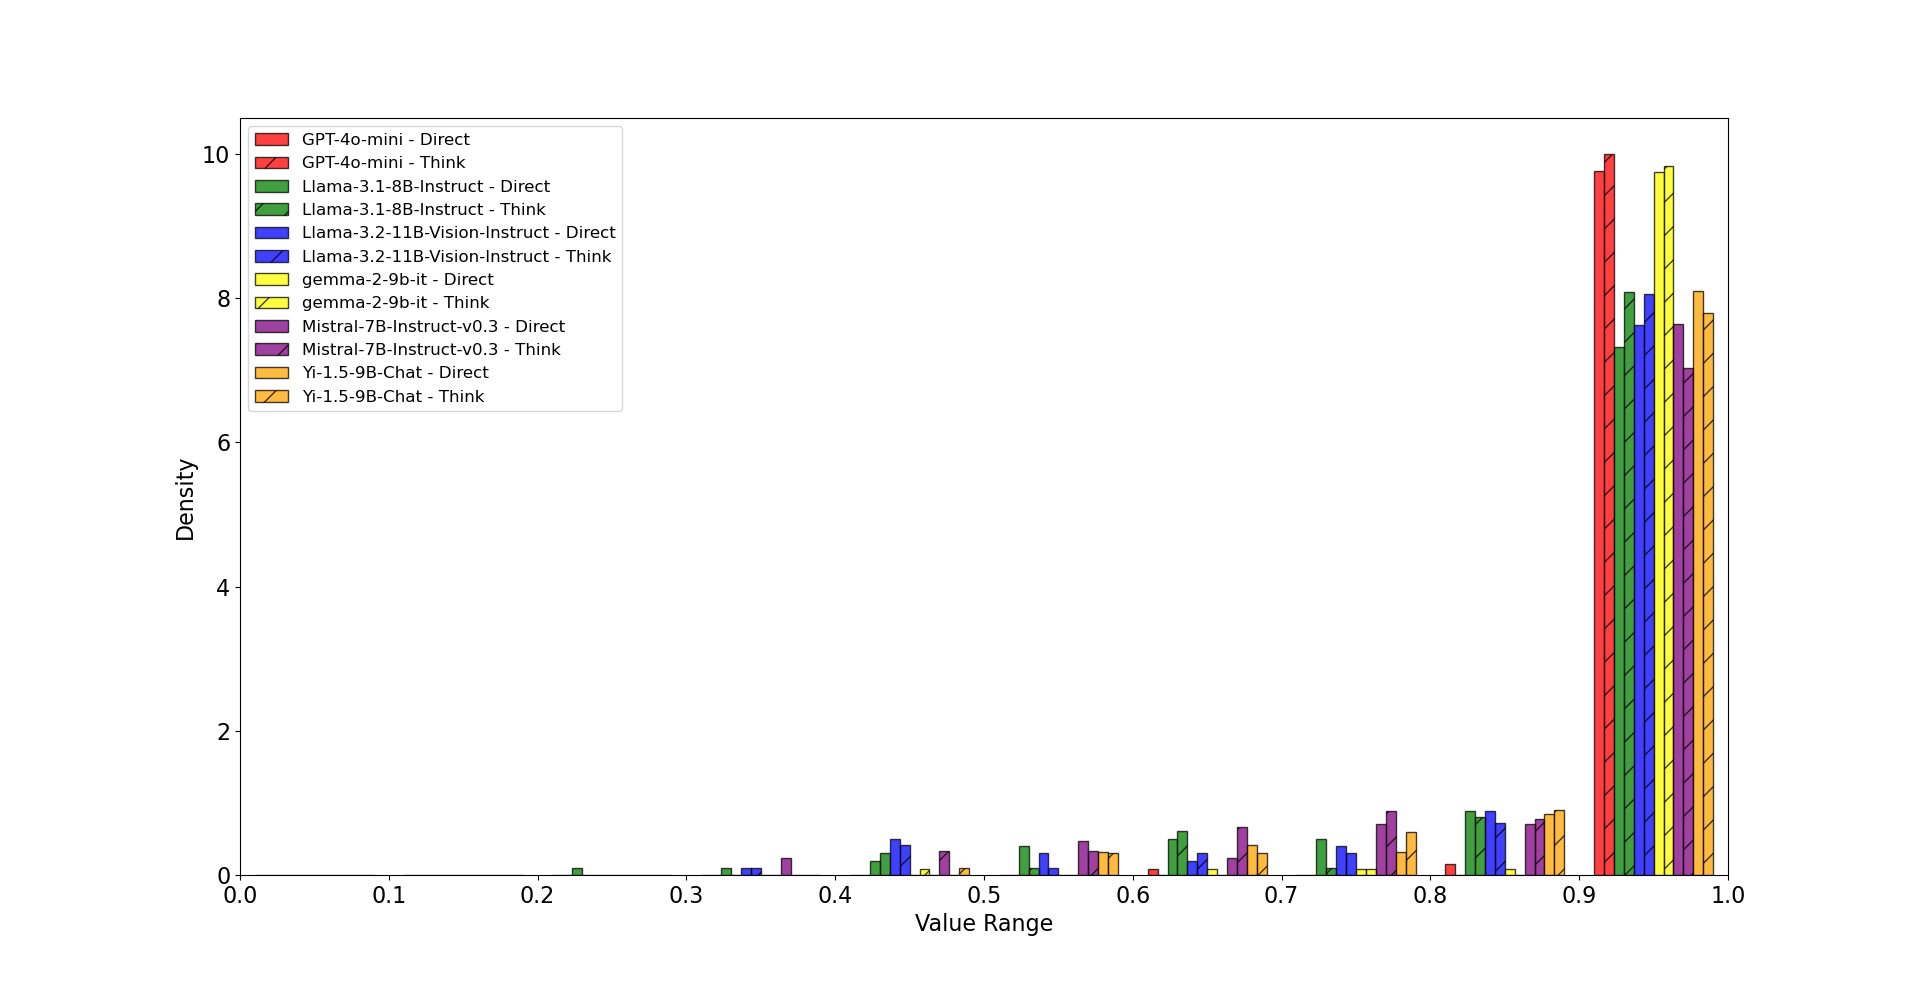 GPT-4o-mini - Direct
GPT-4o-mini - Think
Llama-3.1-8B-Instruct - Direct
Llama-3.1-8B-Instruct - Think
Llama-3.2-11B-Vision-Instruct - Direct
Llama-3.2-11B-Vision-Instruct - Think
gemma-2-9b-it - Direct
gemma-2-9b-it - Think
Mistral-7B-Instruct-v0.3 - Direct
Mistral-7B-Instruct-v0.3 - Think
Yi-1.5-9B-Chat - Direct
Yi-1.5-9B-Chat - Think
10
8
6
4
2
0
Density
0.0 0.1 0.2 0.3 0.4 0.5 0.6 0.7 0.8 0.9 1.0
Value Range